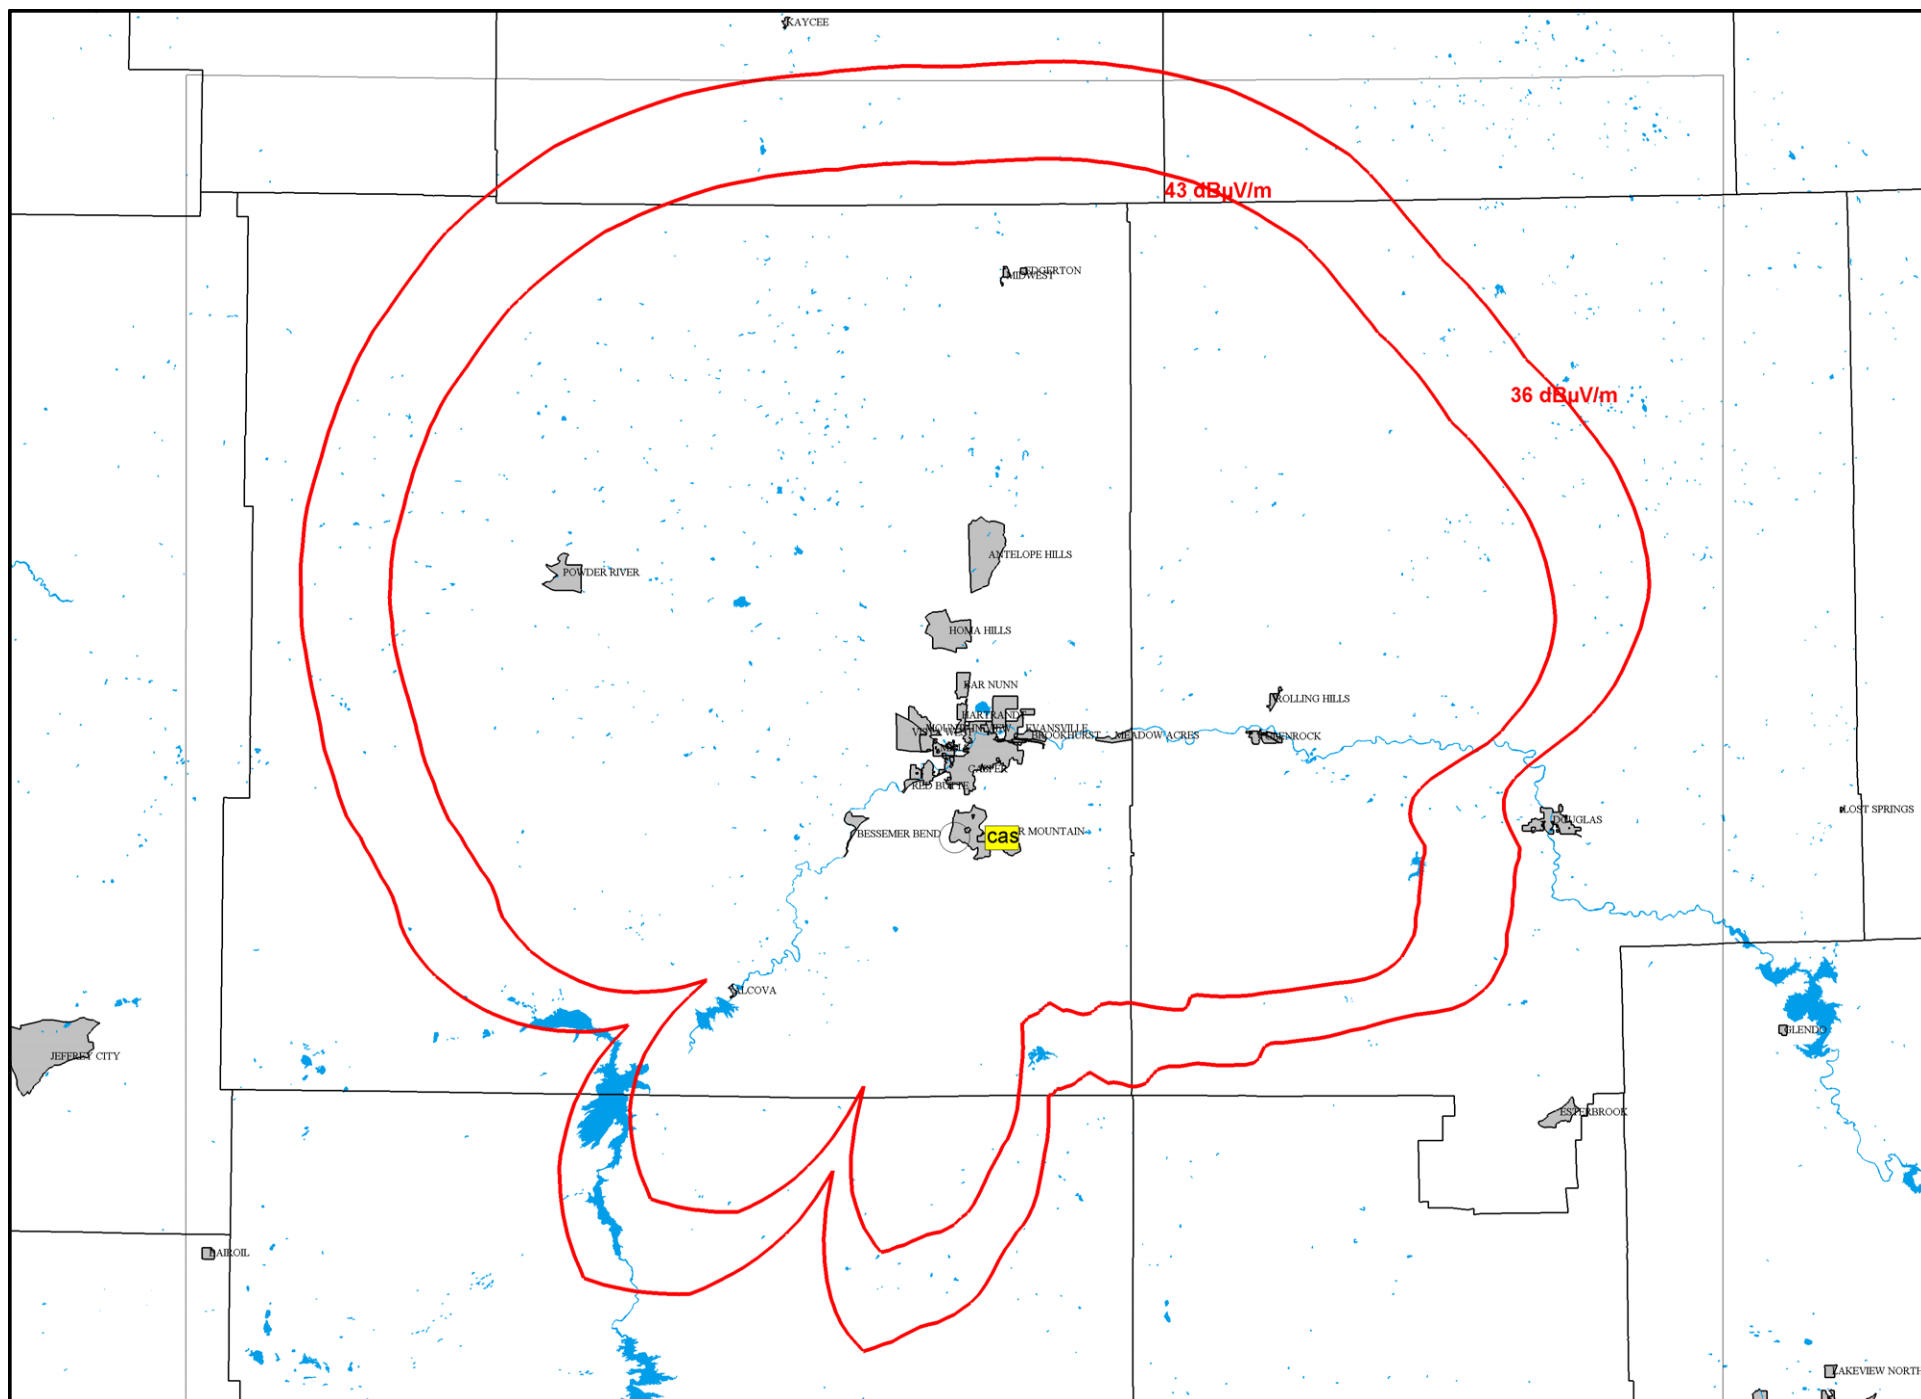 KAYCEE
43 dBµV/m
EDGERTON
MIDWEST
36 dBµV/m
ANTELOPE HILLS
POWDER RIVER
HOMA HILLS
BAR NUNN
ROLLING HILLS
HARTRANDT
EVANSVILLE
BROOKHURST
MEADOW ACRES
GLENROCK
CASPER
RED BUTTE
LOST SPRINGS
DOUGLAS
BESSEMER BEND
cas
R MOUNTAIN
ALCOVA
GLENDO
JEFFREY CITY
ESTERBROOK
BAIROIL
LAKEVIEW NORTH